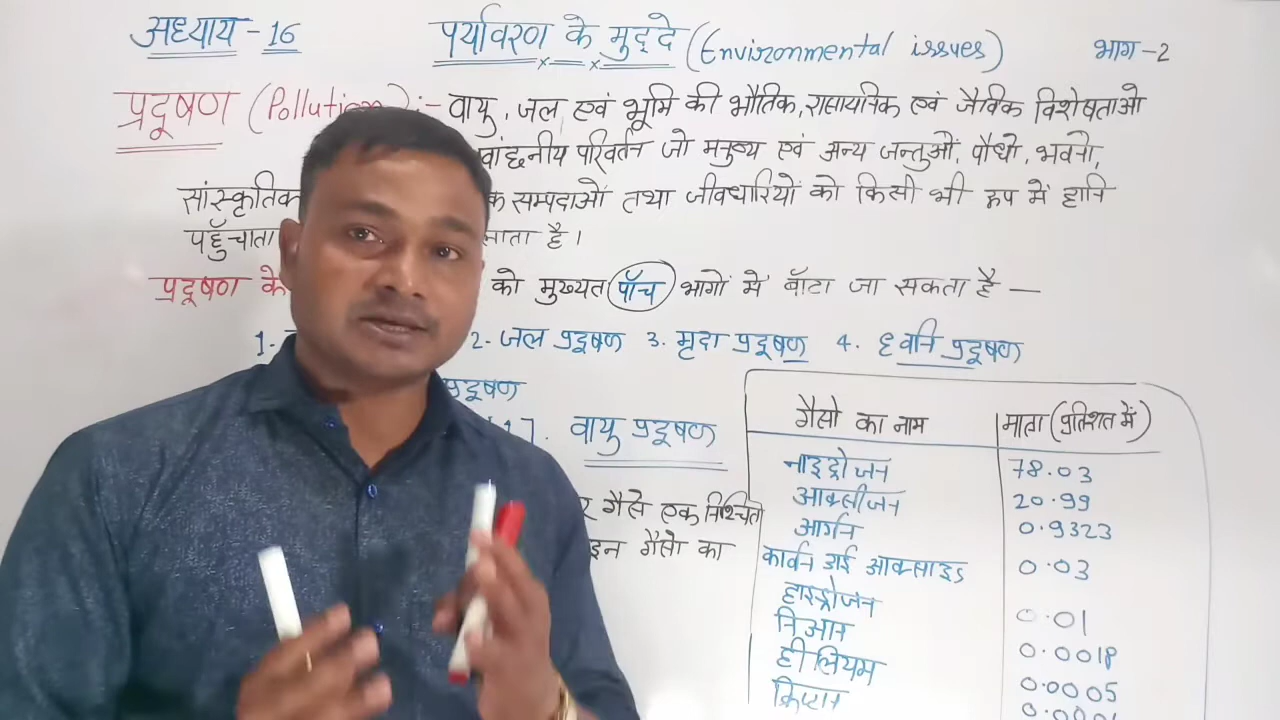 अध्याय - 16
पर्यावरण के मुद्दे (Environmental issues)
भाग-2
प्रदूषण (Pollution) :- वायु, जल एवं भूमि की भौतिक, रासायनिक एवं जैविक विशेषताओ
वांछनीय परिवर्तन जो मनुष्य एवं अन्य जन्तुओं, पौधो, भवनो,
सांस्कृतिक क सम्पदाओं तथा जीवधारियों को किसी भी रूप में हानि
पहुँचाता लाता है।
प्रदूषण के को मुख्यत पाँच भागों में बाँटा जा सकता है —
1. 2. जल प्रदूषण 3. मृदा प्रदूषण 4. ध्वनि प्रदूषण
प्रदूषण
वायु प्रदूषण
र गैसे एक निश्चित
इन गैसो का
गैसो का नाम मात्रा (प्रतिशत में)
नाइट्रोजन 78.03
आक्सीजन 20.99
आर्गन 0.9323
कार्बन डाई आक्साइड 0.03
हाइड्रोजन 0.01
निआन 0.0018
हीलियम 0.0005
क्रिप्टान